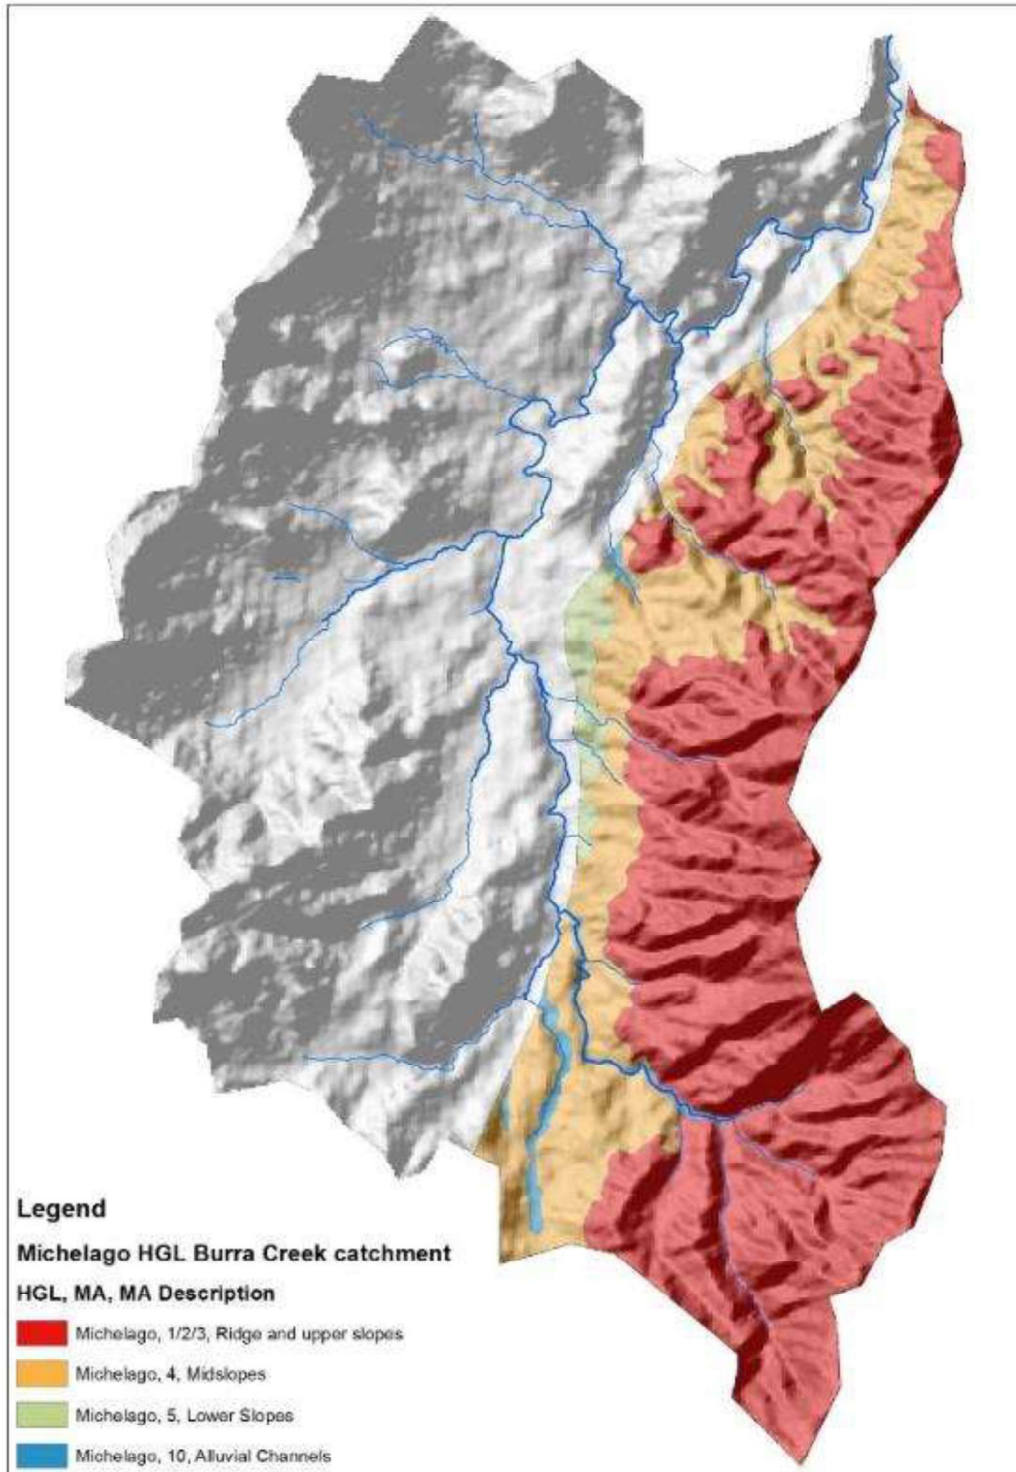 Legend
Michelago HGL Burra Creek catchment
HGL, MA, MA Description
Michelago, 1/2/3, Ridge and upper slopes
Michelago, 4, Midslopes
Michelago, 5, Lower Slopes
Michelago, 10, Alluvial Channels